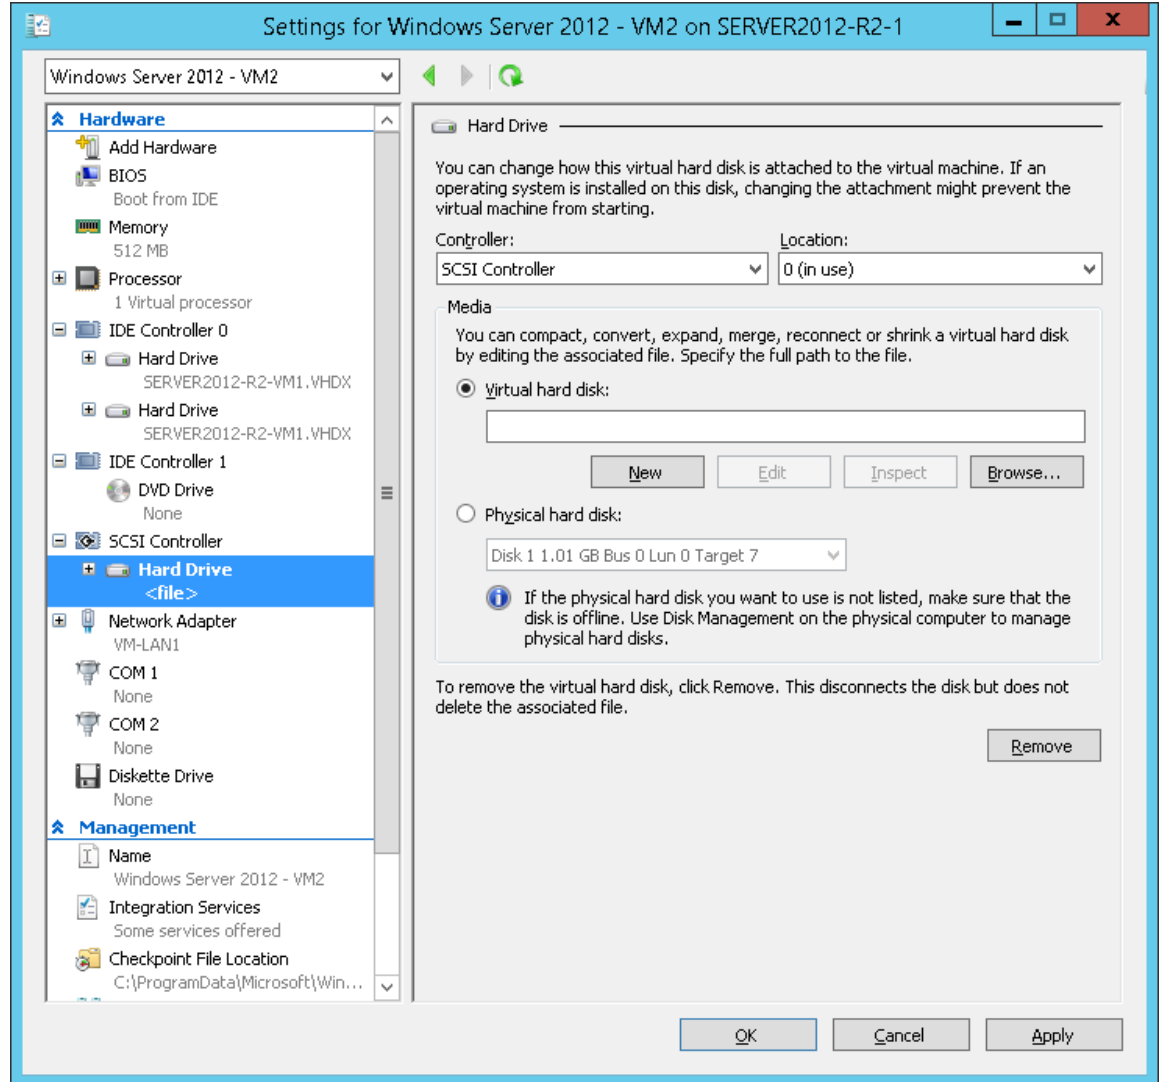 Settings for Windows Server 2012 - VM2 on SERVER2012-R2-1
Windows Server 2012 - VM2
Hardware
Add Hardware
BIOS
Boot from IDE
Memory
512 MB
Processor
1 Virtual processor
IDE Controller 0
Hard Drive
SERVER2012-R2-VM1.VHDX
Hard Drive
SERVER2012-R2-VM1.VHDX
IDE Controller 1
DVD Drive
None
SCSI Controller
Hard Drive
<file>
Network Adapter
VM-LAN1
COM 1
None
COM 2
None
Diskette Drive
None
Management
Name
Windows Server 2012 - VM2
Integration Services
Some services offered
Checkpoint File Location
C:\ProgramData\Microsoft\Win...
Hard Drive
You can change how this virtual hard disk is attached to the virtual machine. If an
operating system is installed on this disk, changing the attachment might prevent the
virtual machine from starting.
Controller:
Location:
SCSI Controller
0 (in use)
Media
You can compact, convert, expand, merge, reconnect or shrink a virtual hard disk
by editing the associated file. Specify the full path to the file.
Virtual hard disk:
New
Edit
Inspect
Browse...
Physical hard disk:
Disk 1 1.01 GB Bus 0 Lun 0 Target 7
If the physical hard disk you want to use is not listed, make sure that the
disk is offline. Use Disk Management on the physical computer to manage
physical hard disks.
To remove the virtual hard disk, click Remove. This disconnects the disk but does not
delete the associated file.
Remove
OK
Cancel
Apply